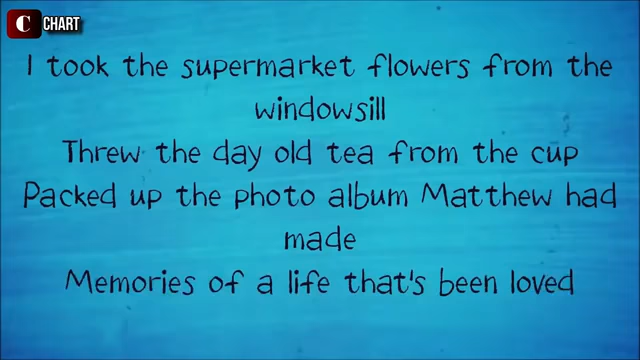 C CHART
I took the supermarket flowers from the
windowsill
Threw the day old tea from the cup
Packed up the photo album Matthew had
made
Memories of a life that's been loved